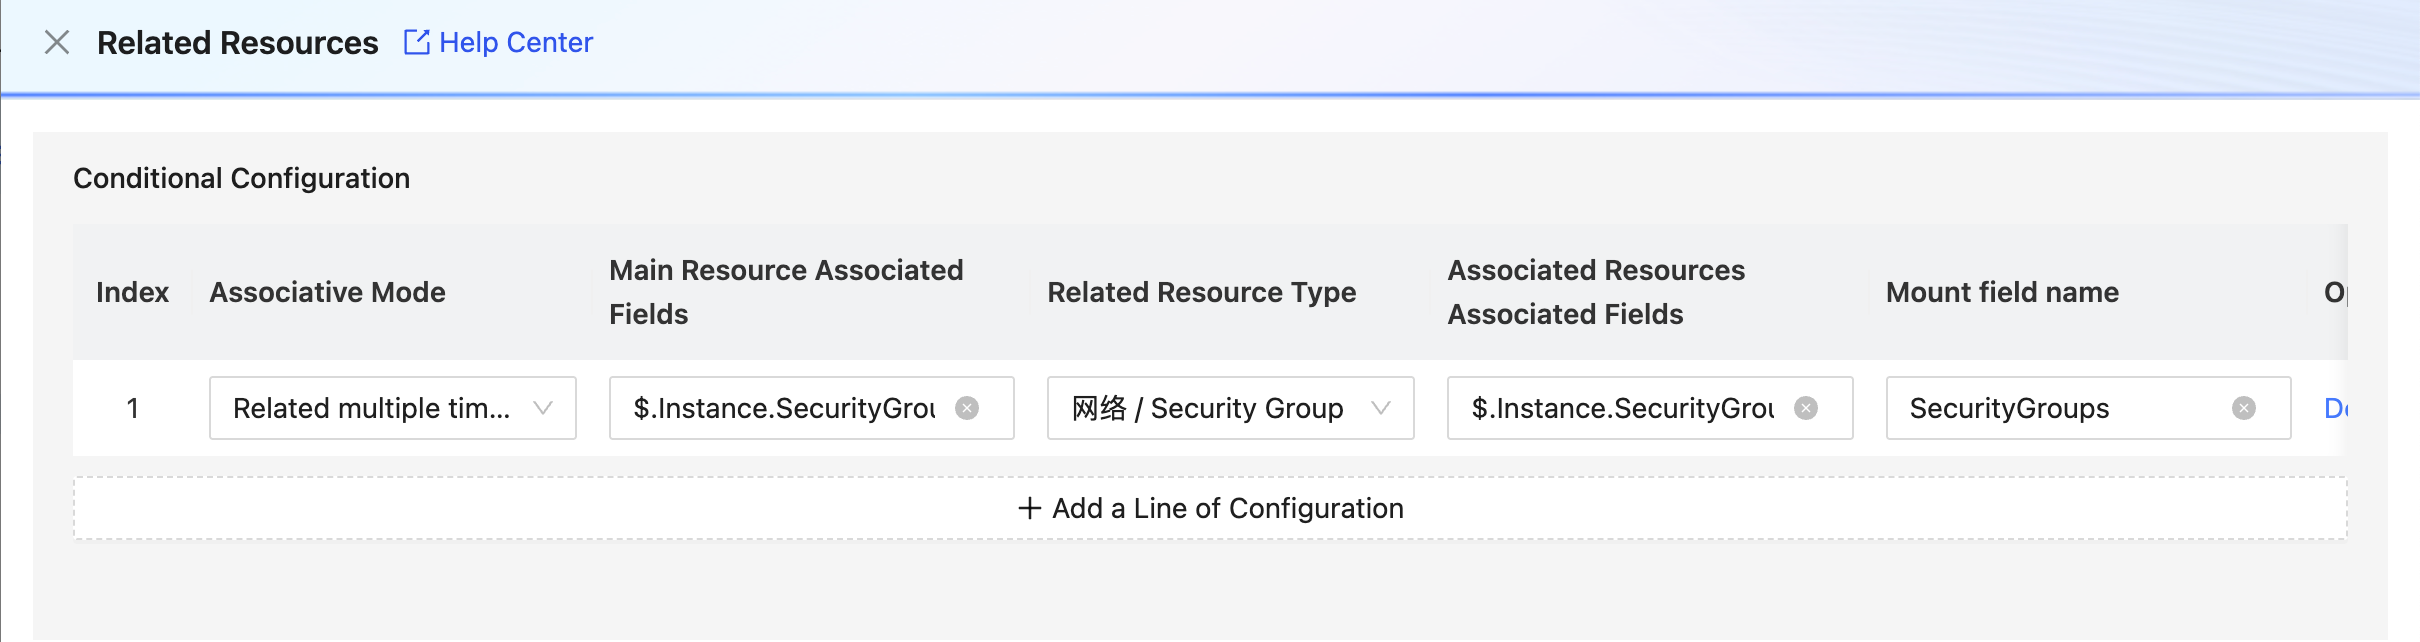 Related Resources
Help Center
Conditional Configuration
Index
Associative Mode
Main Resource Associated
Fields
Related Resource Type
Associated Resources
Associated Fields
Mount field name
1
Related multiple tim...
$.Instance.SecurityGrou
网络 / Security Group
$.Instance.SecurityGrou
SecurityGroups
Add a Line of Configuration